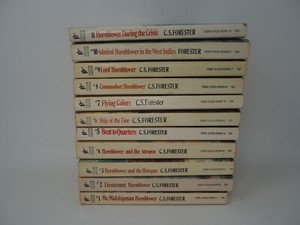 11 Hornblower During the Crisis C.S. FORESTER
#10 Admiral Hornblower in the West Indies C.S. FORESTER
#9 Lord Hornblower C.S. FORESTER
#8 Commodore Hornblower C.S. FORESTER
#7 Flying Colors C.S. Forester
#6 Ship of the Line C.S. FORESTER
#5 Beat to Quarters C.S. FORESTER
#4 Hornblower and the Atropos C.S. FORESTER
#3 Hornblower and the Hotspur C.S. FORESTER
#2 Lieutenant Hornblower C.S. FORESTER
#1 Mr. Midshipman Hornblower C.S. FORESTER